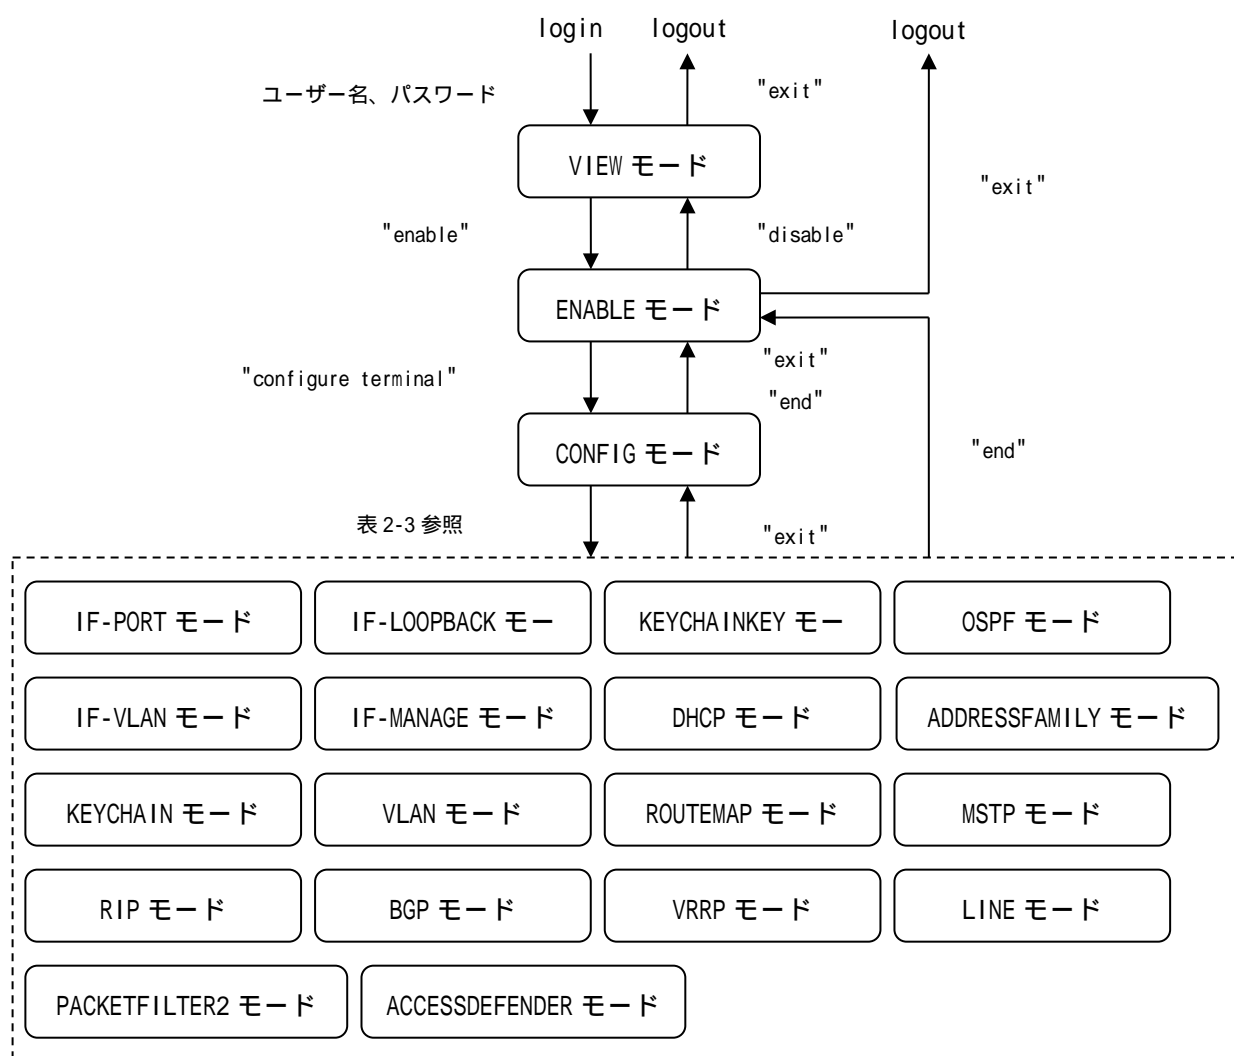 login logout logout
ユーザー名、パスワード "exit"
VIEW モード
"exit"
"enable" "disable"
ENABLE モード
"exit"
"configure terminal"
"end"
CONFIG モード
"end"
表 2-3 参照
"exit"
IF-PORT モード IF-LOOPBACK モー KEYCHAINKEY モー OSPF モード
IF-VLAN モード IF-MANAGE モード DHCP モード ADDRESSFAMILY モード
KEYCHAIN モード VLAN モード ROUTEMAP モード MSTP モード
RIP モード BGP モード VRRP モード LINE モード
PACKETFILTER2 モード ACCESSDEFENDER モード